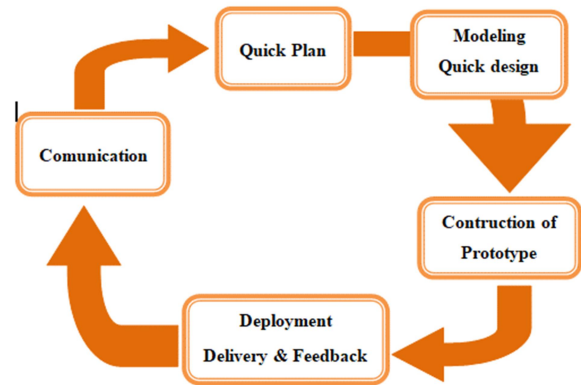 Quick Plan
Modeling
Quick design
Comunication
Contruction of
Prototype
Deployment
Delivery & Feedback